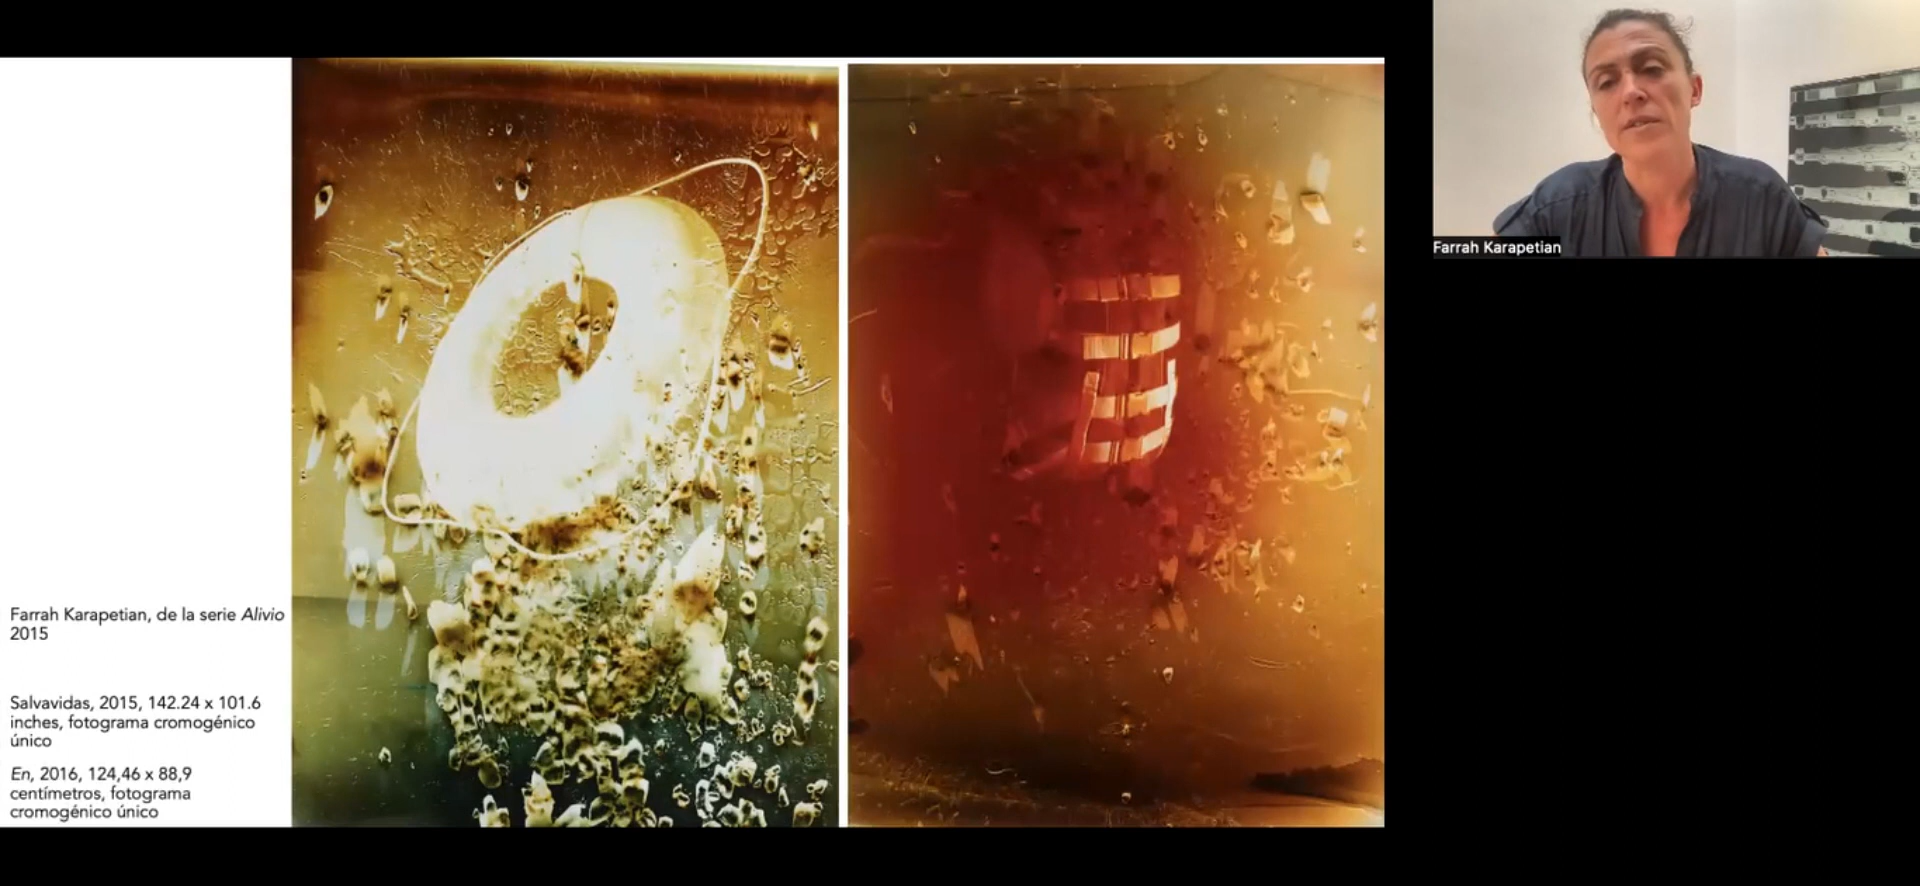 Farrah Karapetian, de la serie Alivio
2015
Salvavidas, 2015, 142.24 x 101.6
inches, fotograma cromogénico
único
En, 2016, 124,46 x 88,9
centímetros, fotograma
cromogénico único
Farrah Karapetian